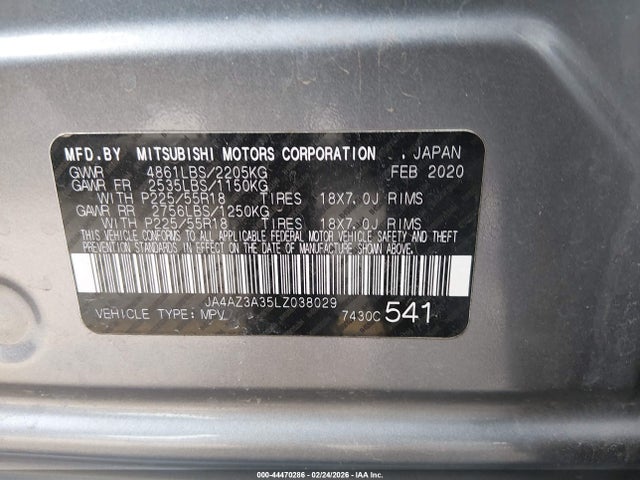 MFD.BY MITSUBISHI MOTORS CORPORATION JAPAN
GVWR 4861LBS/2205KG FEB 2020
GAWR FR 2535LBS/1150KG
WITH P225/55R18 TIRES 18X7.0J RIMS
GAWR RR 2756LBS/1250KG
WITH P225/55R18 TIRES 18X7.0J RIMS
THIS VEHICLE CONFORMS TO ALL APPLICABLE FEDERAL MOTOR VEHICLE SAFETY AND THEFT
PREVENTION STANDARDS IN EFFECT ON THE DATE OF MANUFACTURE SHOWN ABOVE.
JA4AZ3A35LZ038029
VEHICLE TYPE: MPV 7430C 541
000-44470286 - 02/24/2026 - IAA Inc.